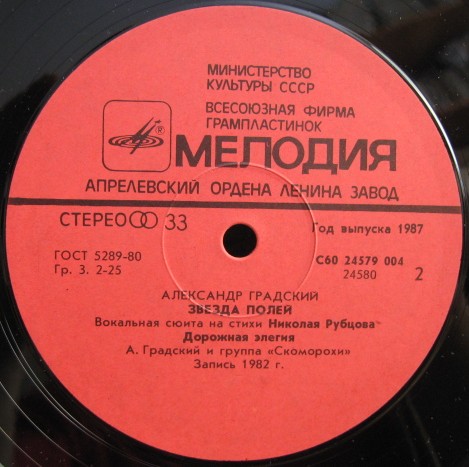 МИНИСТЕРСТВО
КУЛЬТУРЫ СССР
ВСЕСОЮЗНАЯ ФИРМА
ГРАМПЛАСТИНОК
®
МЕЛОДИЯ
АПРЕЛЕВСКИЙ ОРДЕНА ЛЕНИНА ЗАВОД
СТЕРЕО 33
Год выпуска 1987
ГОСТ 5289-80
Гр. 3. 2-25
С60 24579 004
24580
2
АЛЕКСАНДР ГРАДСКИЙ
ЗВЕЗДА ПОЛЕЙ
Вокальная сюита на стихи Николая Рубцова
Дорожная элегия
А. Градский и группа «Скоморохи»
Запись 1982 г.